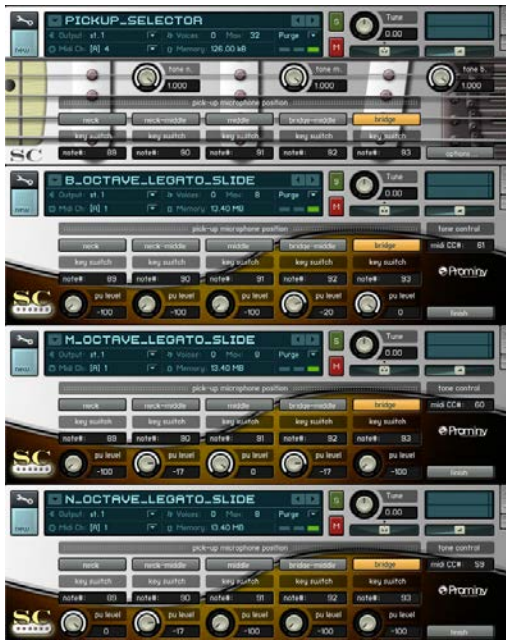 PICKUP_SELECTOR
Output: st.1 Voices: 0 Max: 32 Purge
Midi Ch: [A] 4 Memory: 126.00 kB
new
S
M
Tune
0.00
tone n. tone m. tone b.
1.000 1.000 1.000
pick-up microphone position
neck neck-middle middle bridge-middle bridge
key switch key switch key switch key switch key switch
SC note#: 89 note#: 90 note#: 91 note#: 92 note#: 93 options...
B_OCTAVE_LEGATO_SLIDE
Output: st.1 Voices: 0 Max: 8 Purge
Midi Ch: [A] 1 Memory: 13.40 MB
new
S
M
Tune
0.00
pick-up microphone position tone control
neck neck-middle middle bridge-middle bridge midi CC#: 61
key switch key switch key switch key switch key switch
note#: 89 note#: 90 note#: 91 note#: 92 note#: 93
Prominy
SC pu level pu level pu level pu level pu level
-100 -100 -100 -20 0 finish
M_OCTAVE_LEGATO_SLIDE
Output: st.1 Voices: 0 Max: 8 Purge
Midi Ch: [A] 1 Memory: 13.40 MB
new
S
M
Tune
0.00
pick-up microphone position tone control
neck neck-middle middle bridge-middle bridge midi CC#: 60
key switch key switch key switch key switch key switch
note#: 89 note#: 90 note#: 91 note#: 92 note#: 93
Prominy
SC pu level pu level pu level pu level pu level
-100 -17 0 -17 -100 finish
N_OCTAVE_LEGATO_SLIDE
Output: st.1 Voices: 0 Max: 8 Purge
Midi Ch: [A] 1 Memory: 13.40 MB
new
S
M
Tune
0.00
pick-up microphone position tone control
neck neck-middle middle bridge-middle bridge midi CC#: 59
key switch key switch key switch key switch key switch
note#: 89 note#: 90 note#: 91 note#: 92 note#: 93
Prominy
SC pu level pu level pu level pu level pu level
0 -17 -100 -100 -100 finish